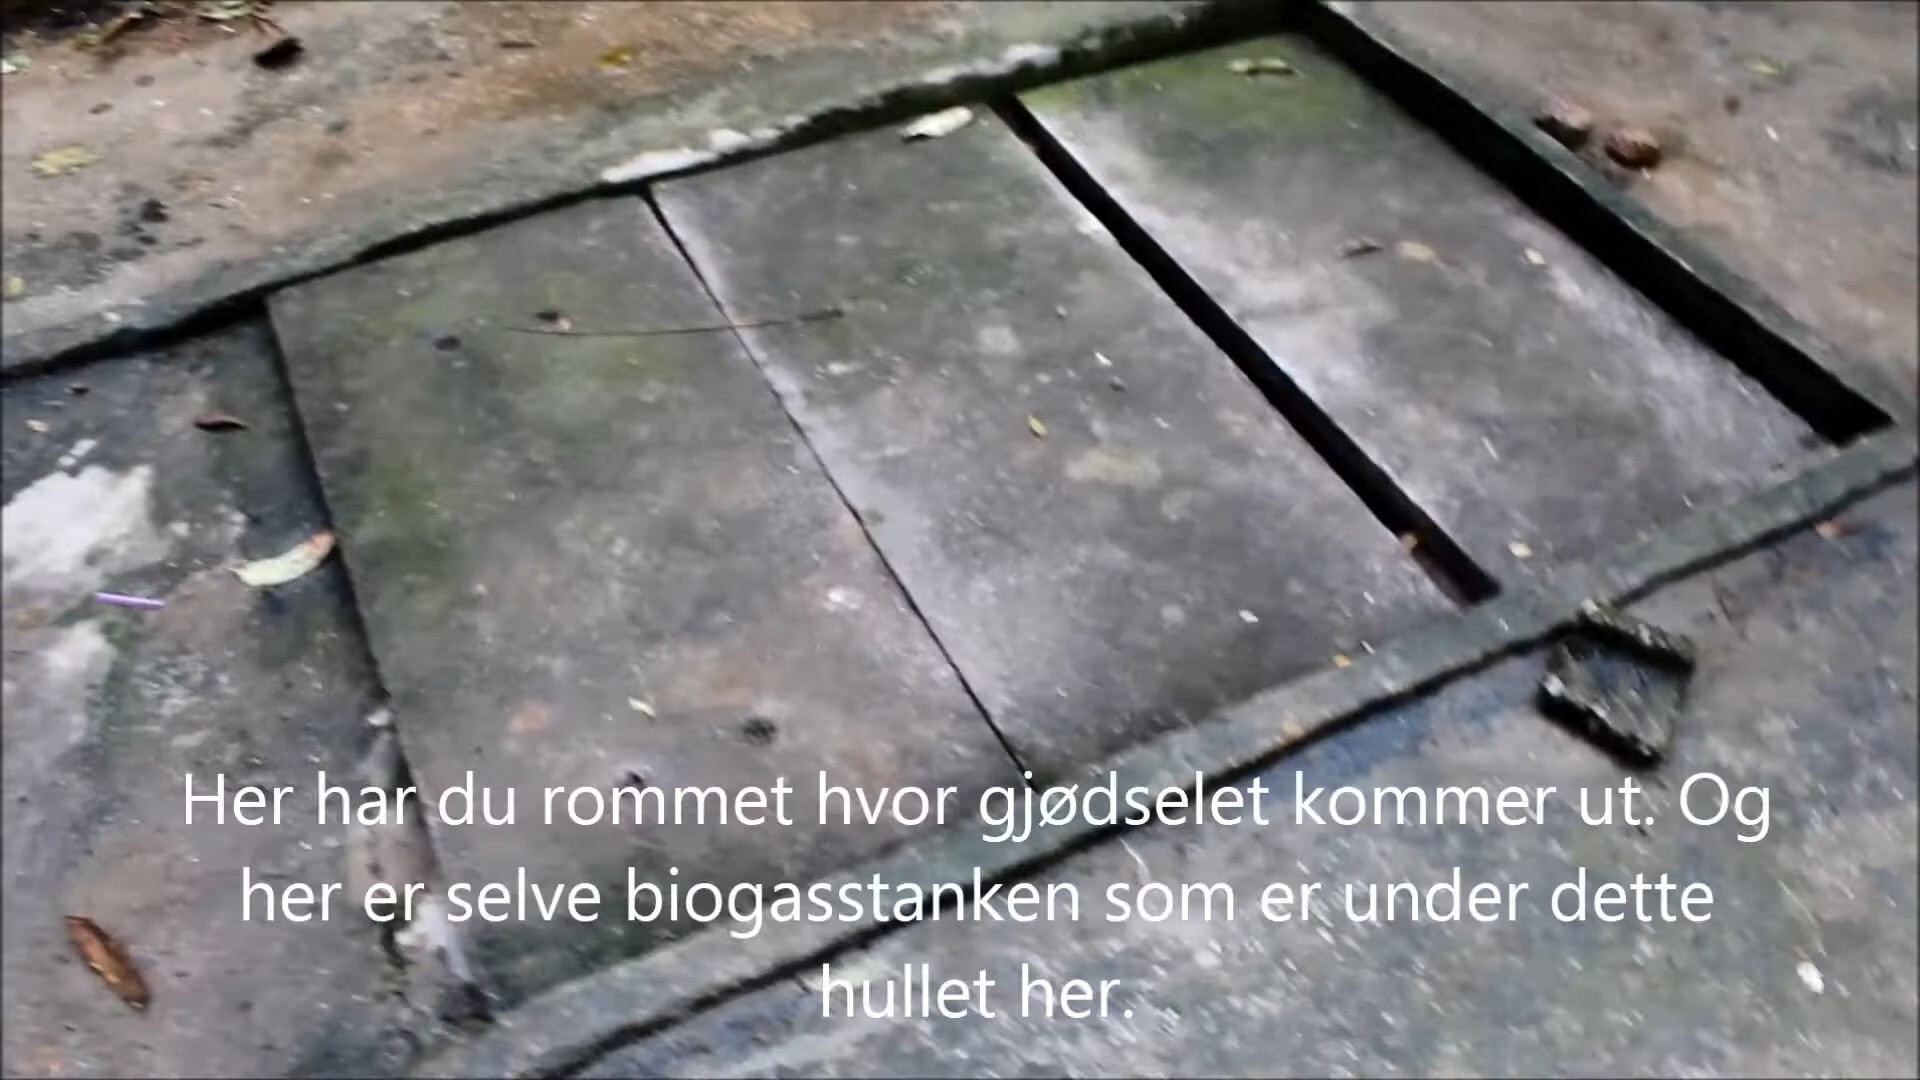 Her har du rommet hvor gjødselet kommer ut. Og
her er selve biogasstanken som er under dette
hullet her.